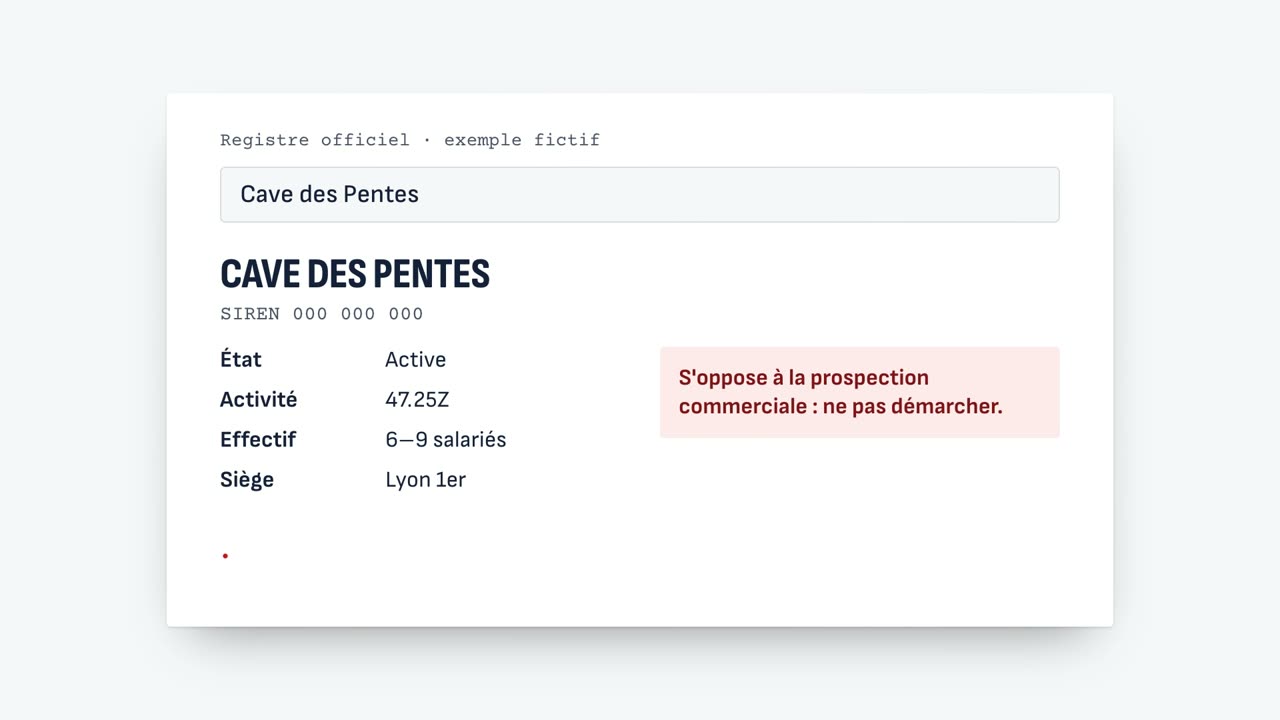 Registre officiel · exemple fictif
Cave des Pentes
CAVE DES PENTES
SIREN 000 000 000
État Active
Activité 47.25Z
Effectif 6–9 salariés
Siège Lyon 1er
S'oppose à la prospection
commerciale : ne pas démarcher.